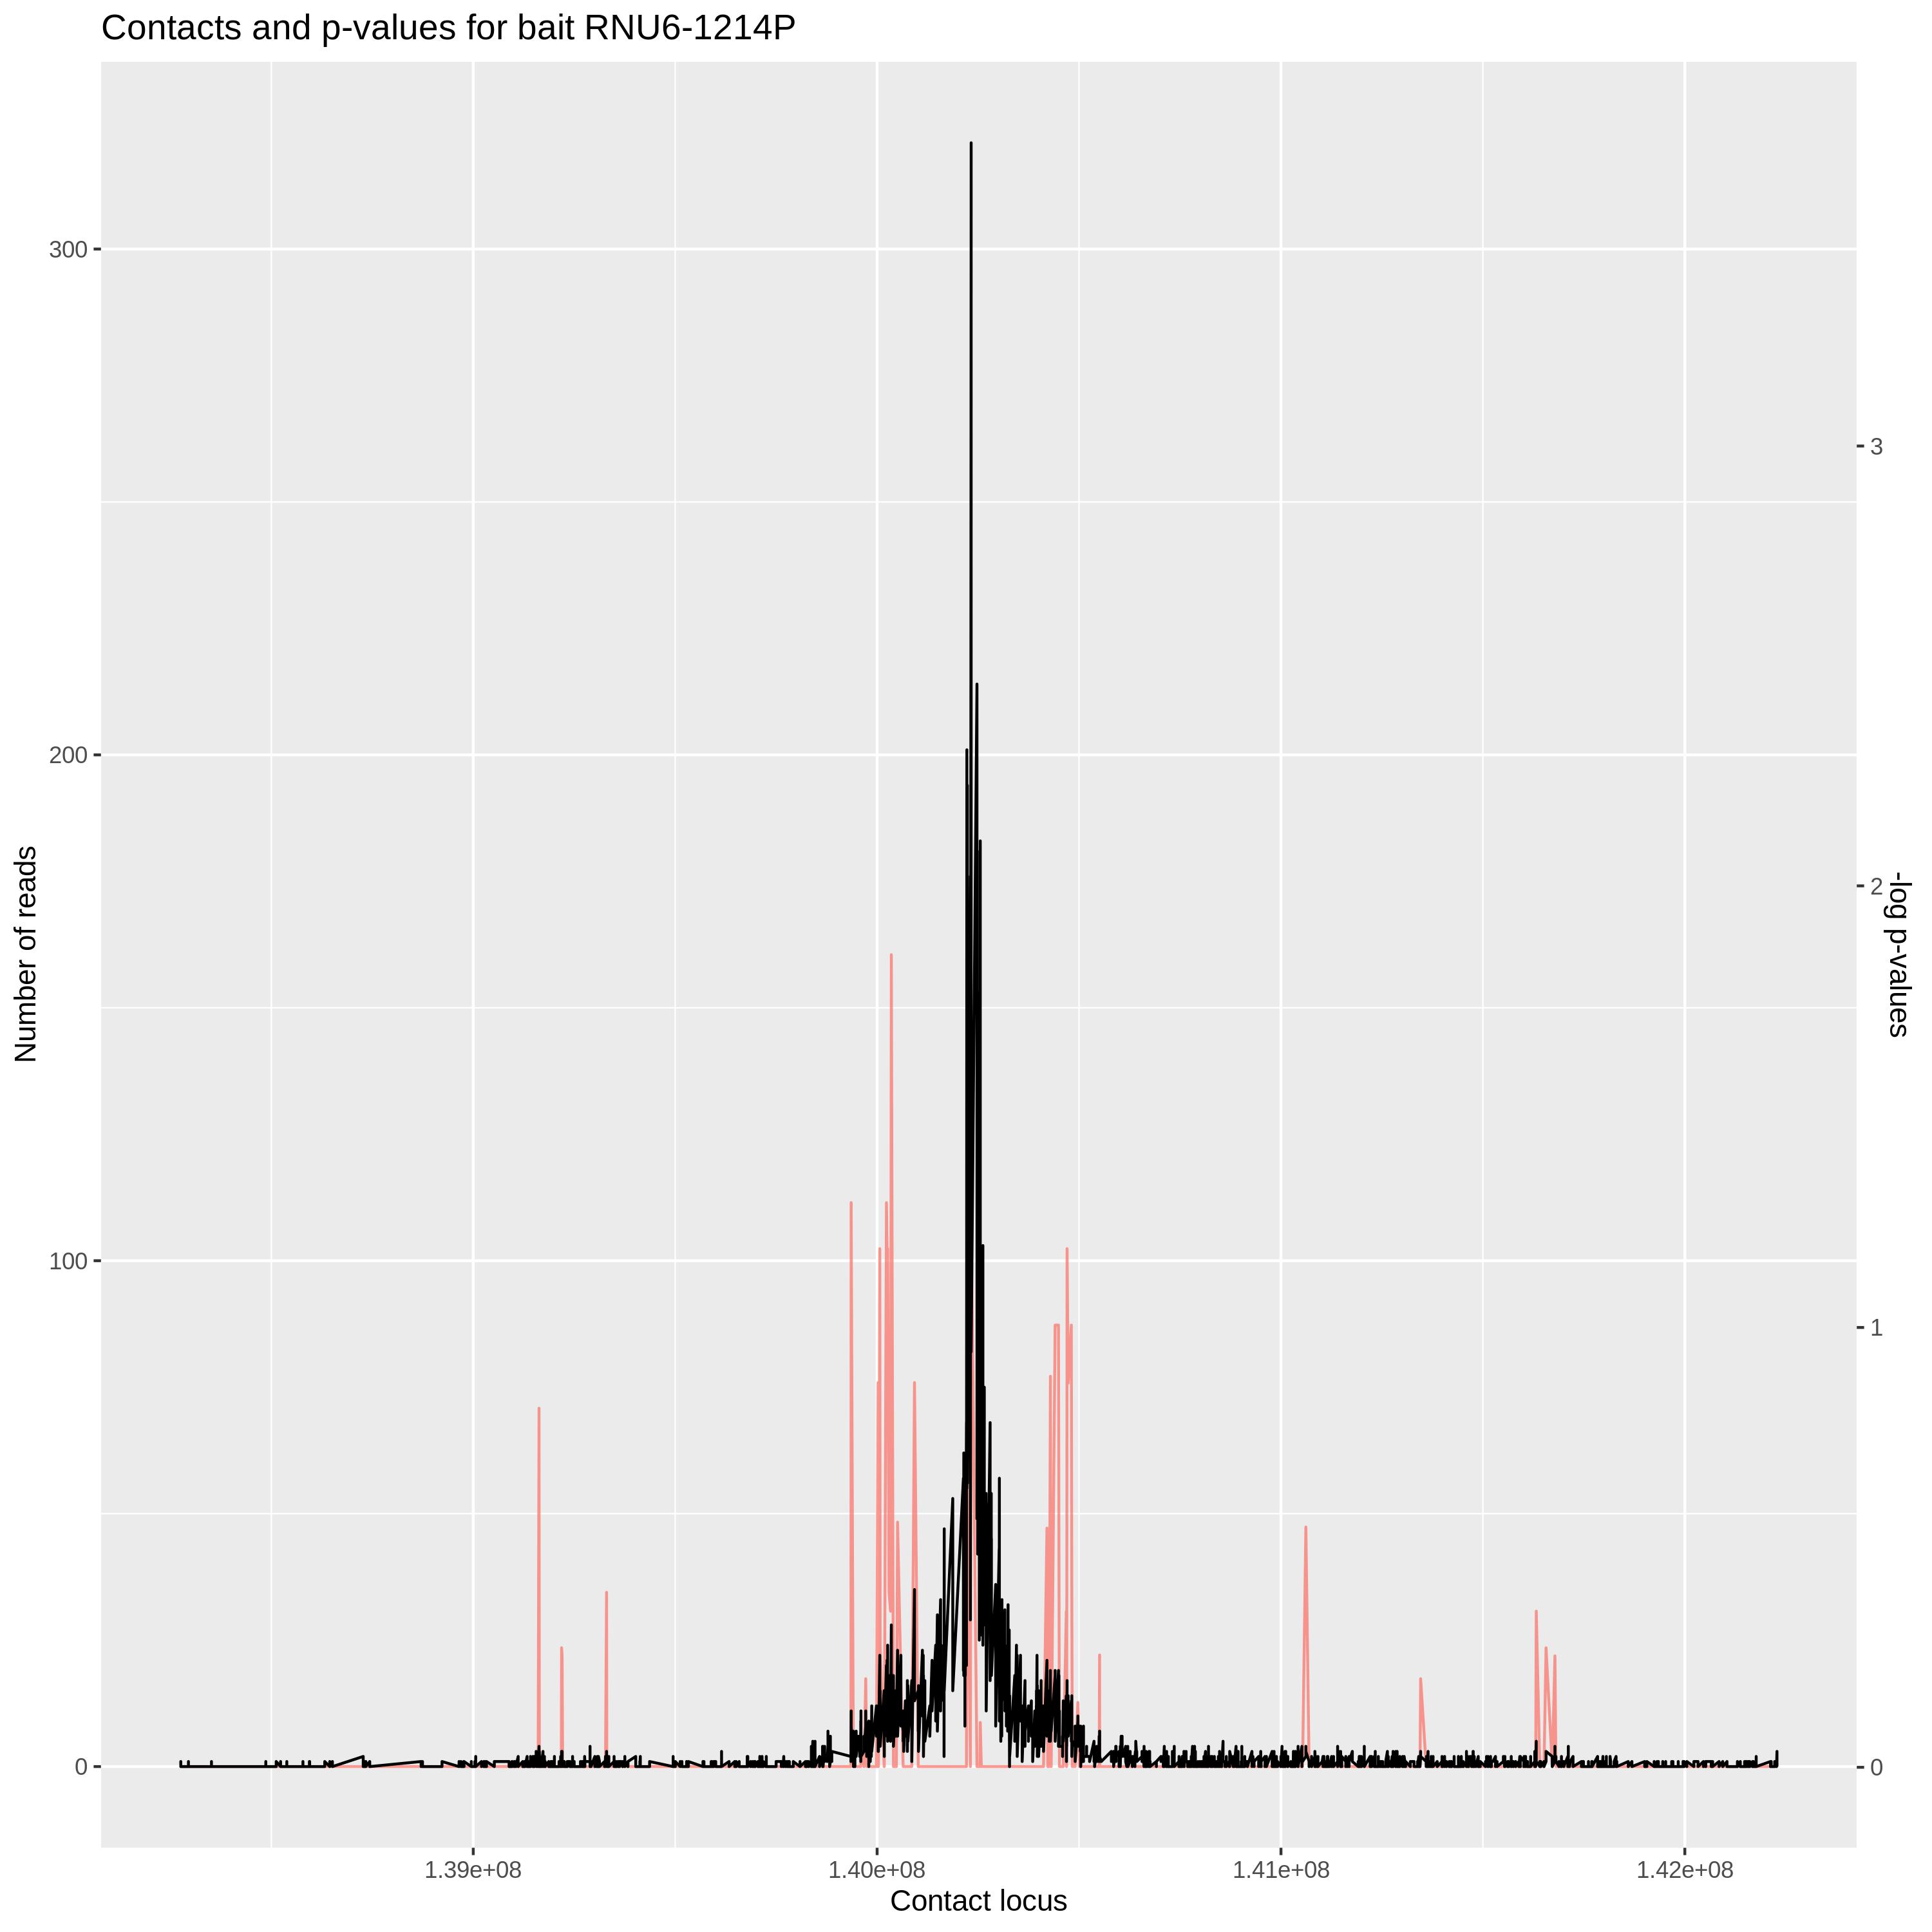 Contacts and p-values for bait RNU6-1214P
300
200
100
0
Number of reads
3
2
1
0
-log p-values
1.39e+08 1.40e+08 1.41e+08 1.42e+08
Contact locus